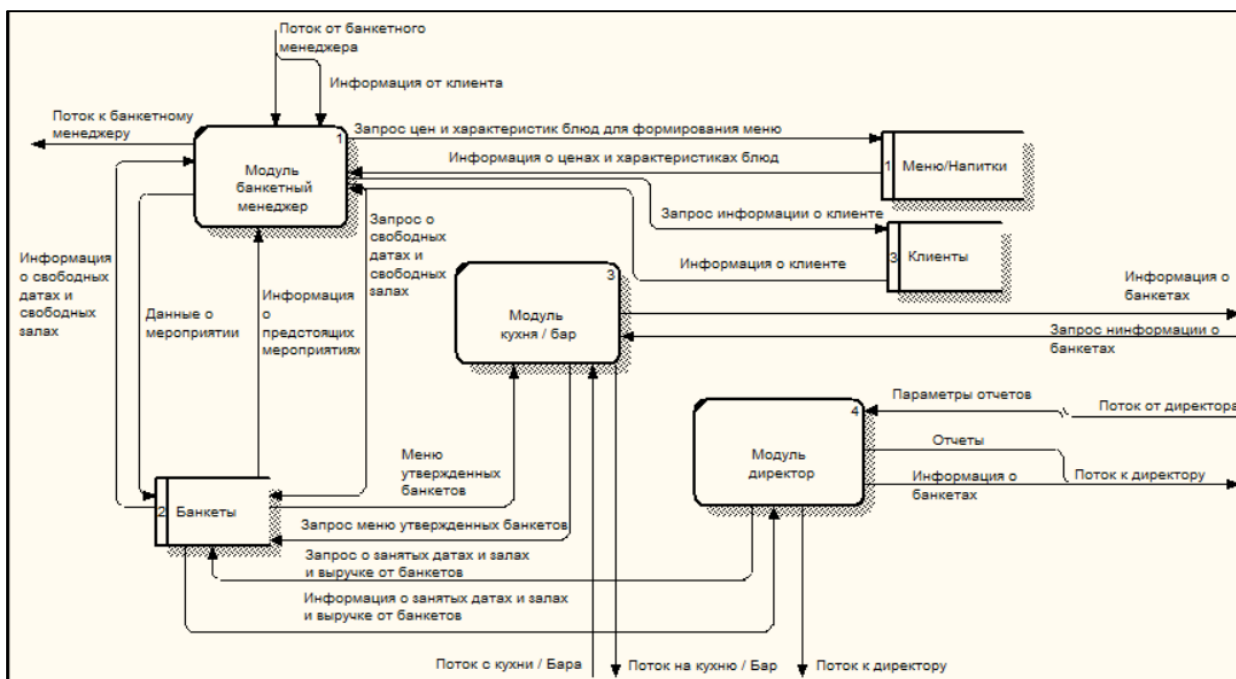 Поток от банкетного
менеджера
Информация от клиента
Поток к банкетному
менеджеру
1
Модуль
банкетный
менеджер
Запрос цен и характеристик блюд для формирования меню
Информация о ценах и характеристиках блюд
1
Меню/Напитки
Запрос информации о клиенте
Информация о клиенте
3
Клиенты
Запрос о
свободных
датах и
свободных
залах
Информация
о свободных
датах и
свободных
залах
Данные о
мероприятии
Информация
о
предстоящих
мероприятиях
3
Модуль
кухня / бар
Информация о
банкетах
Запрос нинформации о
банкетах
4
Модуль
директор
Параметры отчетов
Поток от директора
Отчеты
Информация о
банкетах
Поток к директору
Меню
утвержденных
банкетов
2
Банкеты
Запрос меню утвержденных банкетов
Запрос о занятых датах и залах
и выручке от банкетов
Информация о занятых датах и залах
и выручке от банкетов
Поток с кухни / Бара
Поток на кухню / Бар
Поток к директору